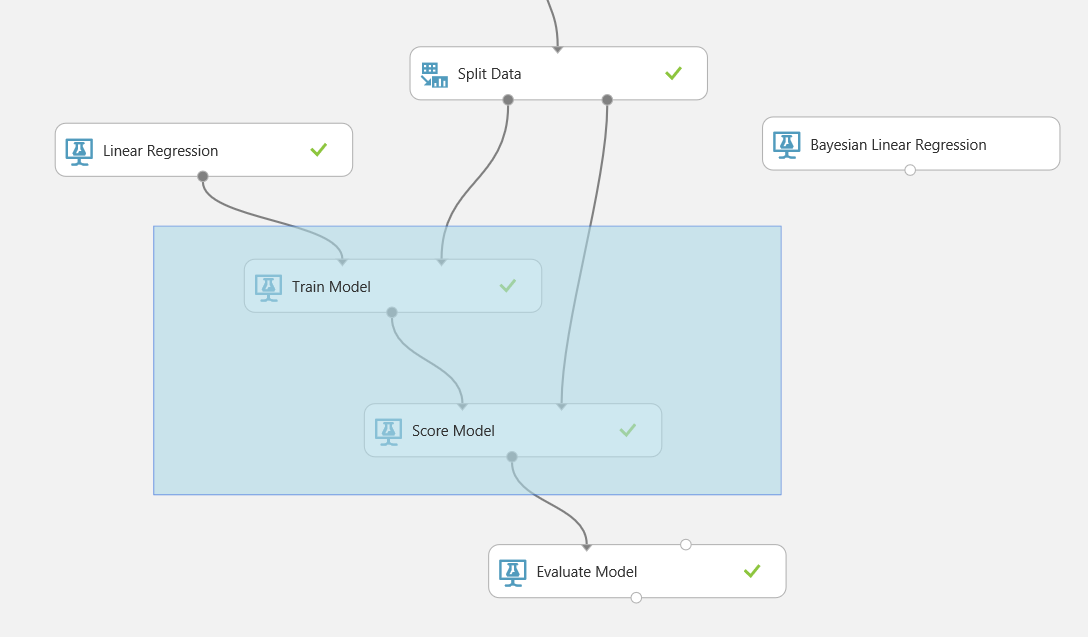 Split Data
Linear Regression
Bayesian Linear Regression
Train Model
Score Model
Evaluate Model